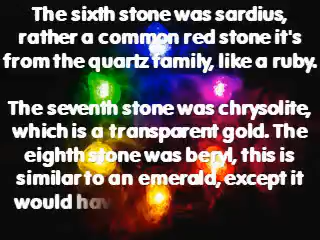 The sixth stone was sardius,
rather a common red stone it's
from the quartz family, like a ruby.
The seventh stone was chrysolite,
which is a transparent gold. The
eighth stone was beryl, this is
similar to an emerald, except it
would hav